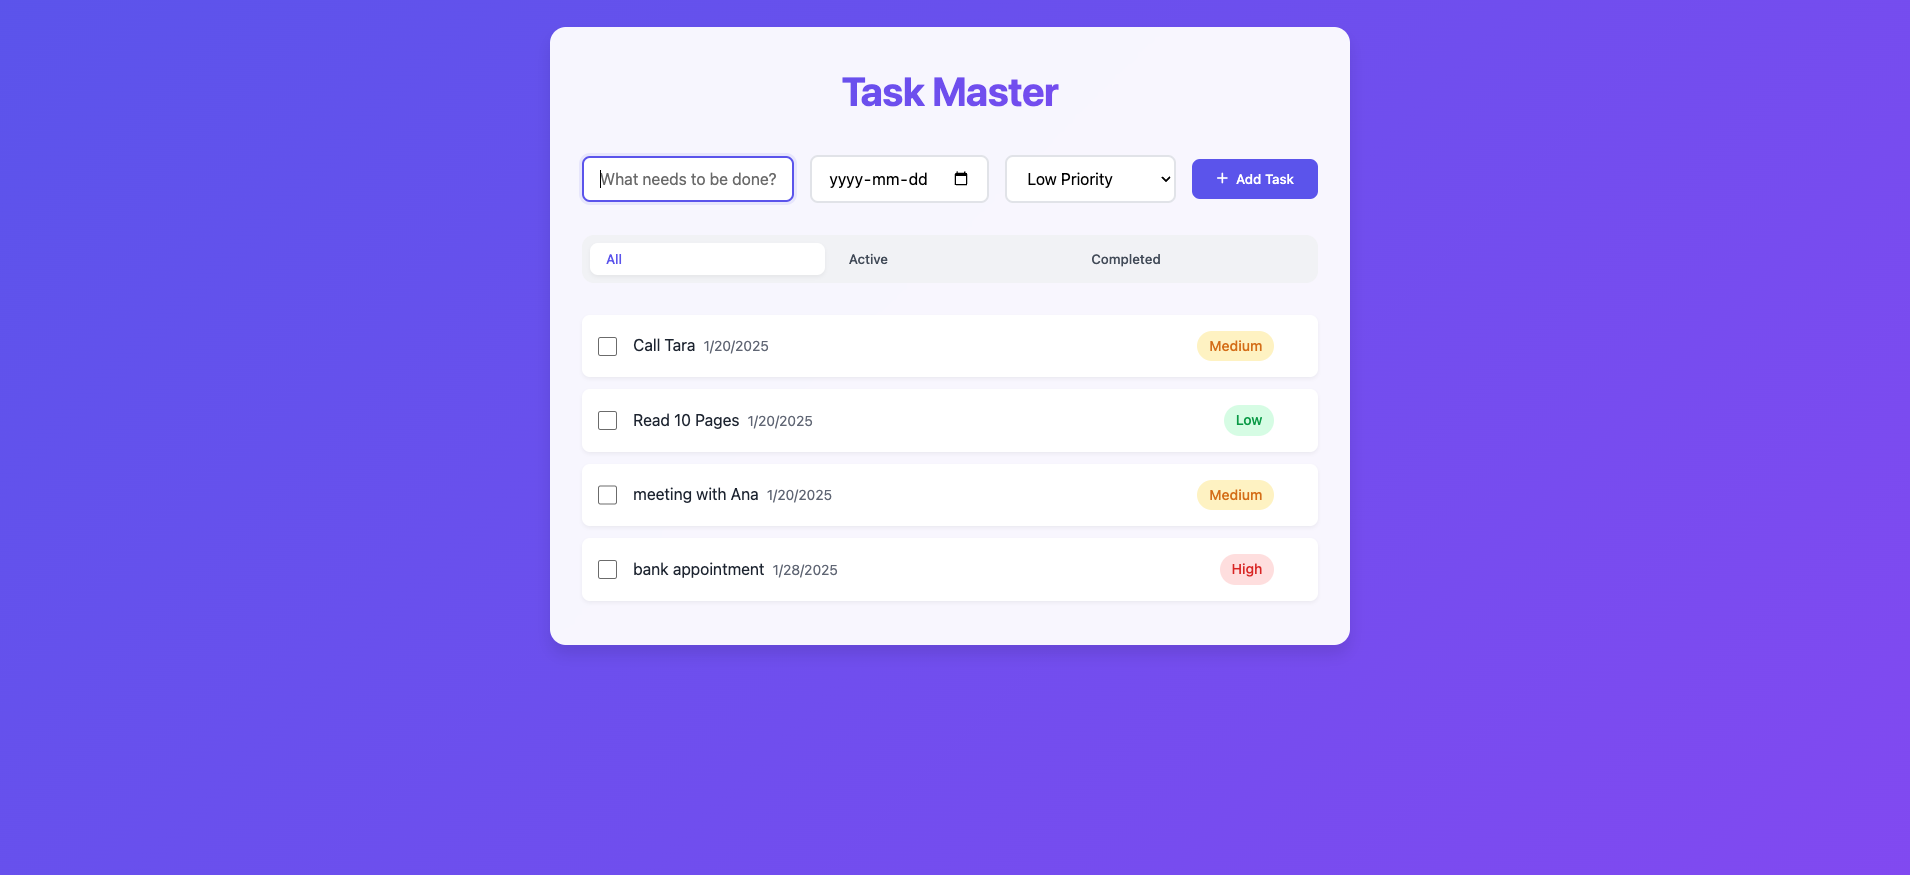 Task Master
What needs to be done? yyyy-mm-dd Low Priority + Add Task
All Active Completed
Call Tara 1/20/2025 Medium
Read 10 Pages 1/20/2025 Low
meeting with Ana 1/20/2025 Medium
bank appointment 1/28/2025 High